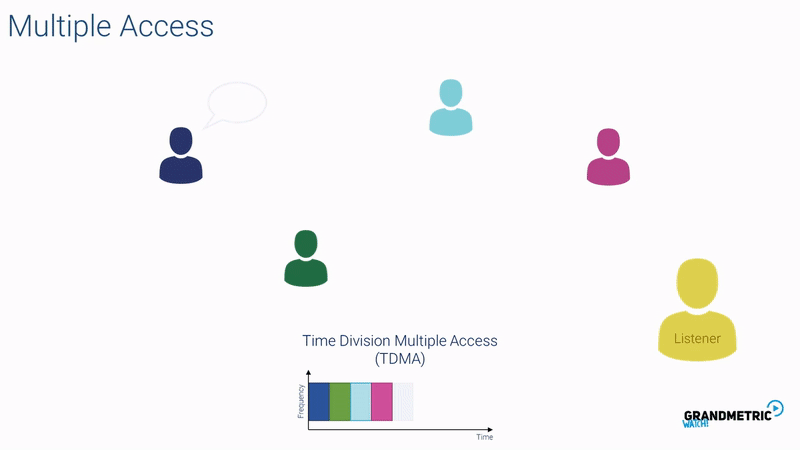 Multiple Access
Listener
Time Division Multiple Access
(TDMA)
Frequency
Time
GRANDMETRIC
WATCH!